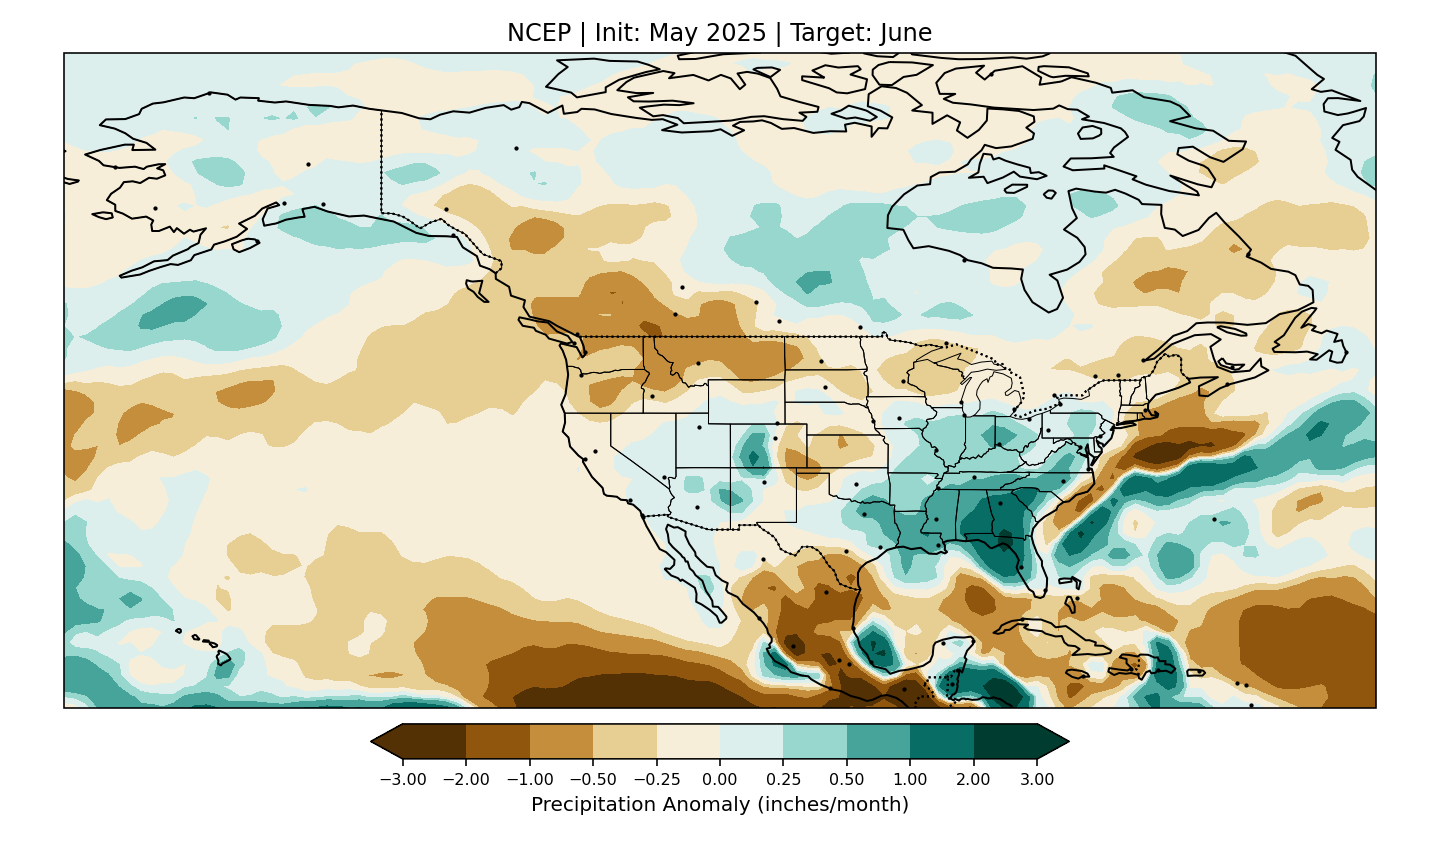 NCEP | Init: May 2025 | Target: June
−3.00 −2.00 −1.00 −0.50 −0.25 0.00 0.25 0.50 1.00 2.00 3.00
Precipitation Anomaly (inches/month)